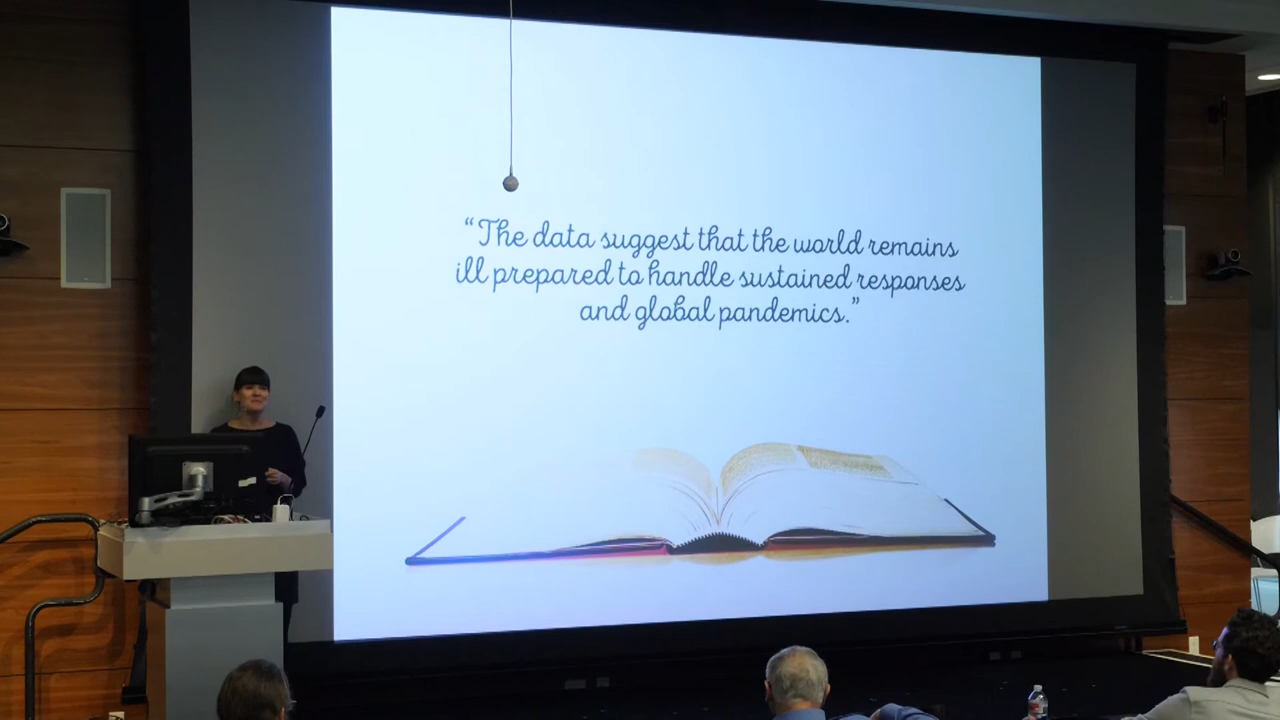 “The data suggest that the world remains
ill prepared to handle sustained responses
and global pandemics.”